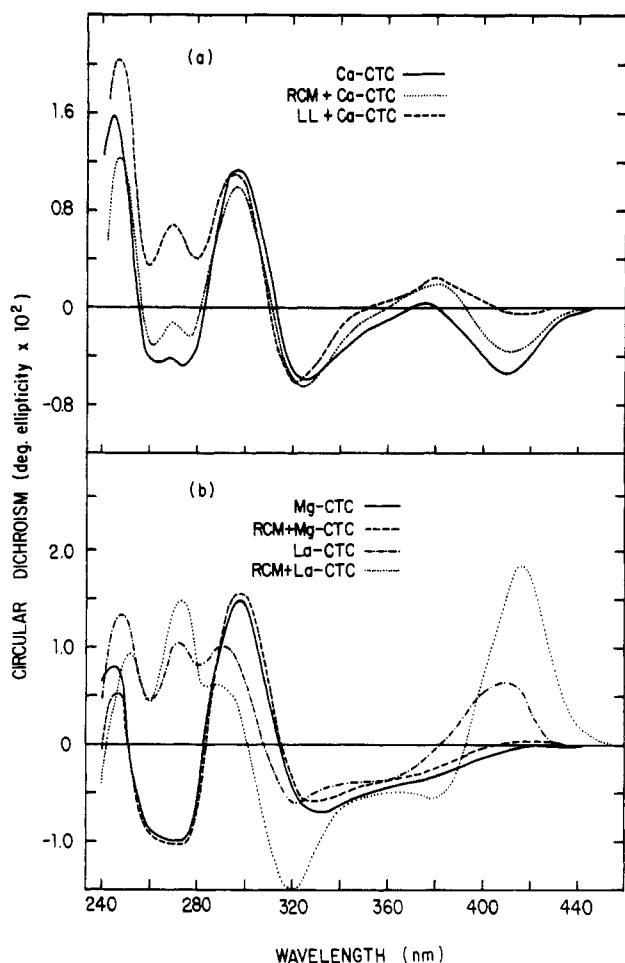 (a)
Ca-CTC
RCM + Ca-CTC
LL + Ca-CTC
1.6
0.8
0
-0.8
(b)
Mg-CTC
RCM+Mg-CTC
La-CTC
RCM+La-CTC
2.0
1.0
0
-1.0
240 280 320 360 400 440
WAVELENGTH (nm)
CIRCULAR DICHROISM (deg. ellipticity x 10²)